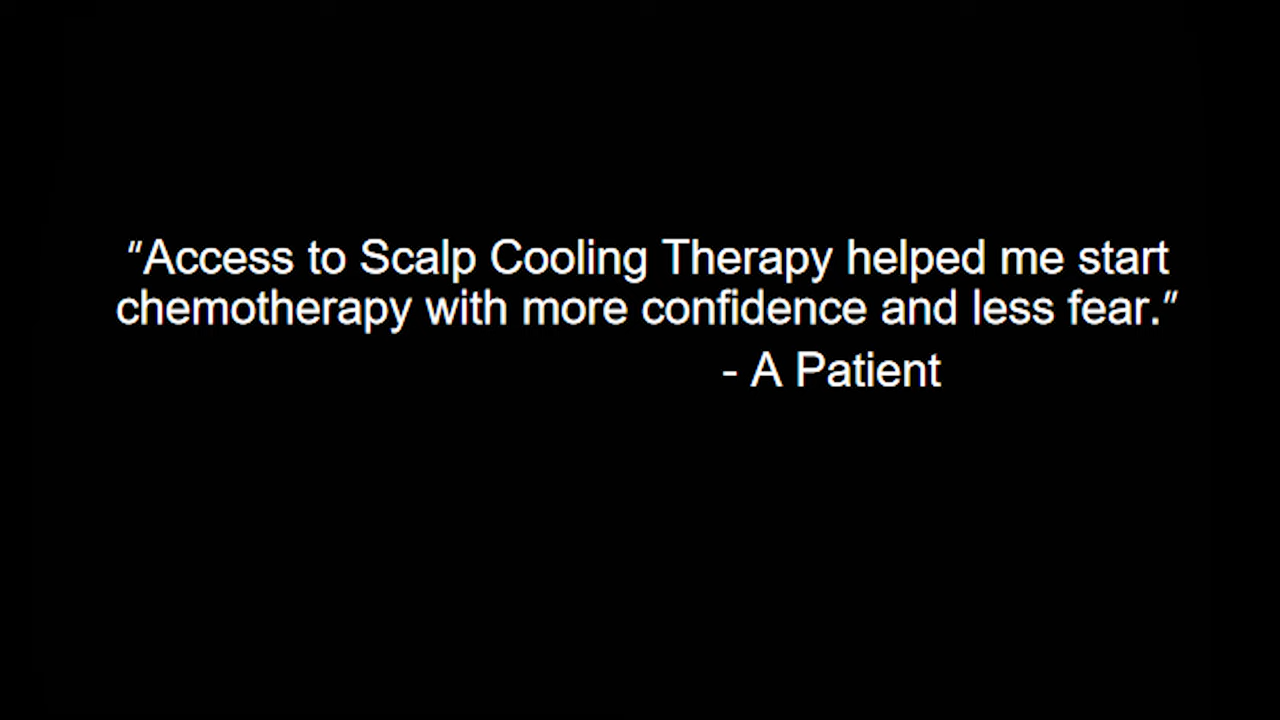 "Access to Scalp Cooling Therapy helped me start
chemotherapy with more confidence and less fear."
- A Patient